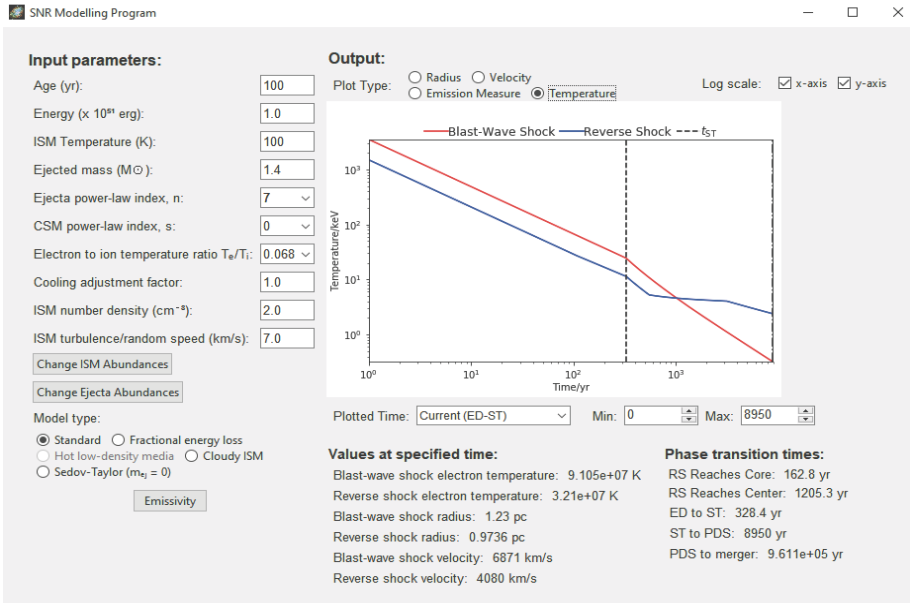 SNR Modelling Program
Input parameters:
Age (yr): 100
Energy (x 10⁵¹ erg): 1.0
ISM Temperature (K): 100
Ejected mass (M⊙): 1.4
Ejecta power-law index, n: 7
CSM power-law index, s: 0
Electron to ion temperature ratio Tₑ/Tᵢ: 0.068
Cooling adjustment factor: 1.0
ISM number density (cm⁻³): 2.0
ISM turbulence/random speed (km/s): 7.0
Change ISM Abundances
Change Ejecta Abundances
Model type:
Standard Fractional energy loss
Hot low-density media Cloudy ISM
Sedov-Taylor (mₑⱼ = 0)
Emissivity
Output:
Plot Type: Radius Velocity
Emission Measure Temperature
Log scale: x-axis y-axis
Blast-Wave Shock Reverse Shock t_ST
Temperature/keV
10³
10²
10¹
10⁰
10⁰ 10¹ 10² 10³
Time/yr
Plotted Time: Current (ED-ST) Min: 0 Max: 8950
Values at specified time:
Blast-wave shock electron temperature: 9.105e+07 K
Reverse shock electron temperature: 3.21e+07 K
Blast-wave shock radius: 1.23 pc
Reverse shock radius: 0.9736 pc
Blast-wave shock velocity: 6871 km/s
Reverse shock velocity: 4080 km/s
Phase transition times:
RS Reaches Core: 162.8 yr
RS Reaches Center: 1205.3 yr
ED to ST: 328.4 yr
ST to PDS: 8950 yr
PDS to merger: 9.611e+05 yr